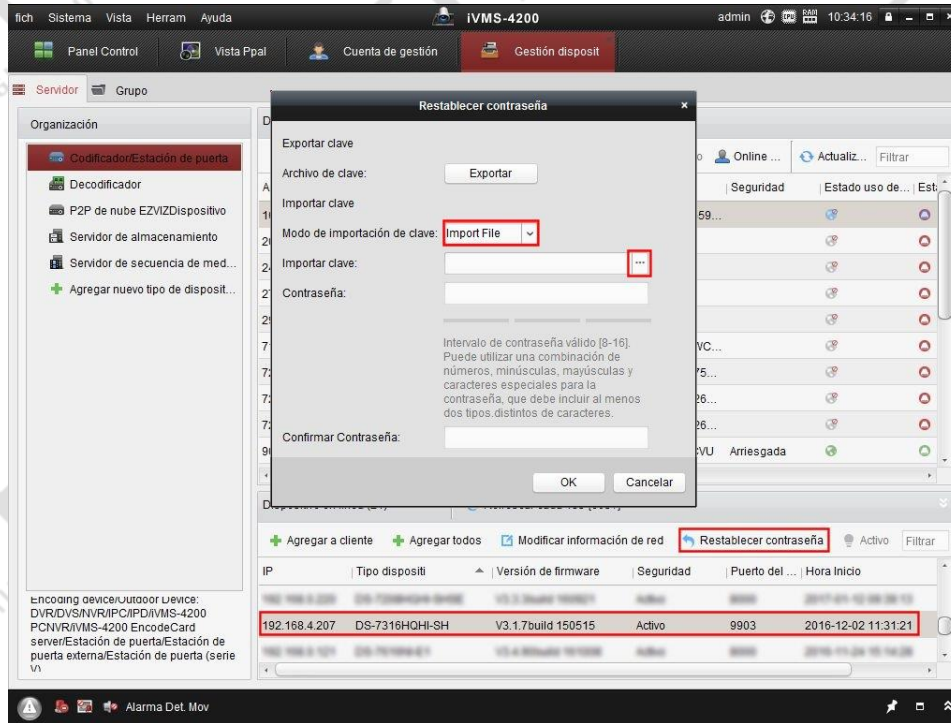 fich Sistema Vista Herram Ayuda iVMS-4200 admin CPU RAM 10:34:16
Panel Control Vista Ppal Cuenta de gestión Gestión disposit
Servidor Grupo
Organización
Codificador/Estación de puerta
Decodificador
P2P de nube EZVIZDispositivo
Servidor de almacenamiento
Servidor de secuencia de med...
Agregar nuevo tipo de disposit...
Encoding device/Outdoor Device:
DVR/DVS/NVR/IPC/IPD/iVMS-4200
PCNVR/iVMS-4200 EncodeCard
server/Estación de puerta/Estación de
puerta externa/Estación de puerta (serie
V)
Restablecer contraseña
Exportar clave
Archivo de clave: Exportar
Importar clave
Modo de importación de clave: Import File
Importar clave: ...
Contraseña:
Intervalo de contraseña válido [8-16].
Puede utilizar una combinación de
números, minúsculas, mayúsculas y
caracteres especiales para la
contraseña, que debe incluir al menos
dos tipos.distintos de caracteres.
Confirmar Contraseña:
OK Cancelar
Online ... Actualiz... Filtrar
Seguridad Estado uso de... Est
59...
VC...
75...
26...
26...
CVU Arriesgada
Agregar a cliente Agregar todos Modificar información de red Restablecer contraseña Activo Filtrar
IP Tipo dispositi Versión de firmware Seguridad Puerto del ... Hora Inicio
192.168.4.207 DS-7316HQHI-SH V3.1.7build 150515 Activo 9903 2016-12-02 11:31:21
Alarma Det. Mov